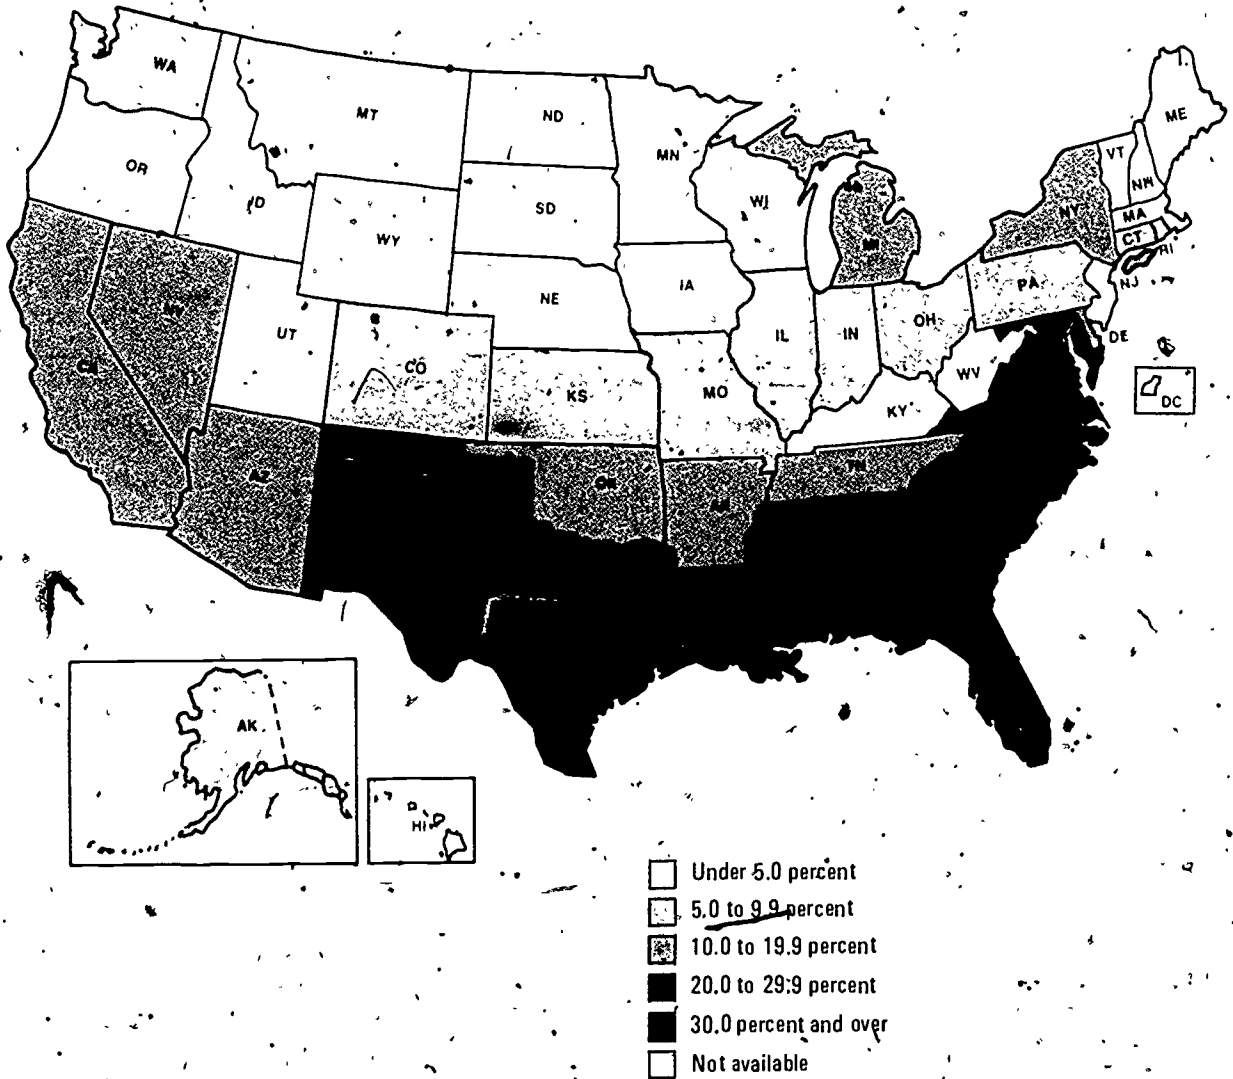 WA
MT
ND
MN
ME
OR
ID
SD
WI
VT
NH
WY
NY
MA
MI
CT
RI
NE
IA
PA
NJ
NV
UT
IL
IN
OH
DE
CA
CO
KS
MO
WV
KY
DC
AZ
OK
TN
AR
AK
HI
Under 5.0 percent
5.0 to 9.9 percent
10.0 to 19.9 percent
20.0 to 29.9 percent
30.0 percent and over
Not available